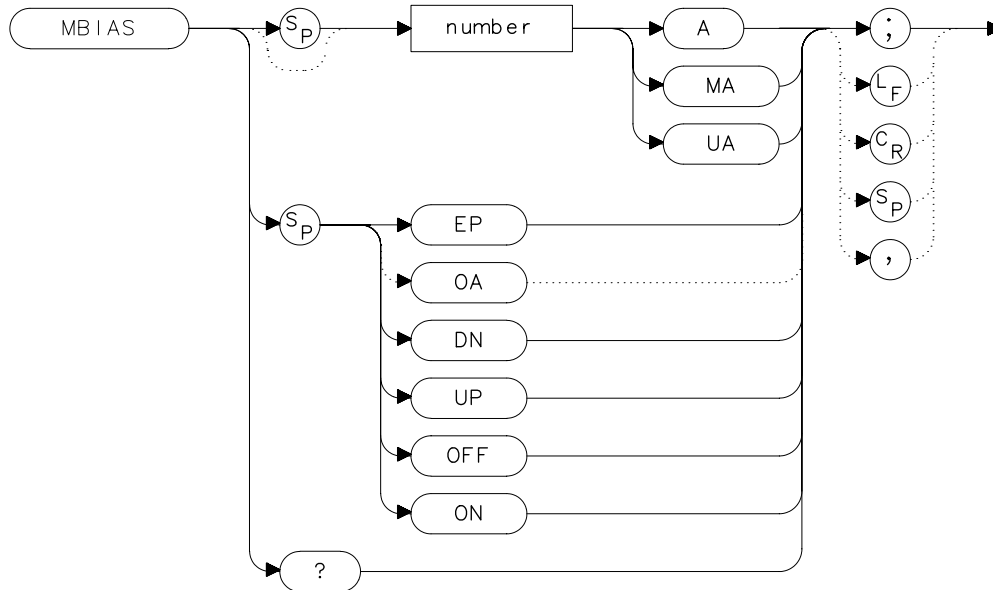 MBIAS SP number A ;
MA LF
UA CR
SP
SP EP ,
OA
DN
UP
OFF
ON
?